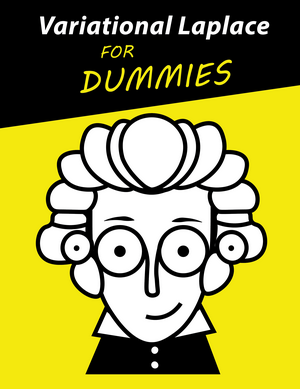 Variational Laplace
FOR
DUMMIES